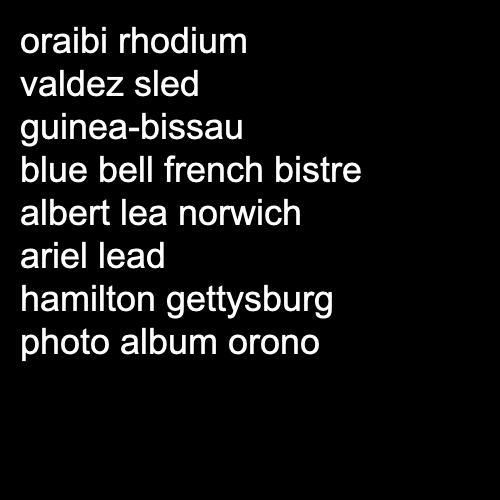 oraibi rhodium
valdez sled
guinea-bissau
blue bell french bistre
albert lea norwich
ariel lead
hamilton gettysburg
photo album orono